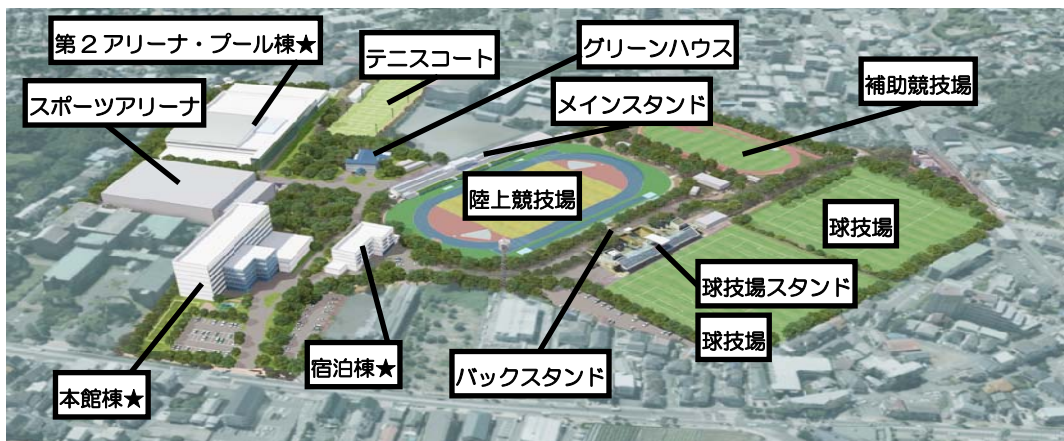 第2アリーナ・プール棟★
テニスコート
グリーンハウス
スポーツアリーナ
メインスタンド
補助競技場
陸上競技場
球技場
球技場スタンド
球技場
宿泊棟★
バックスタンド
本館棟★